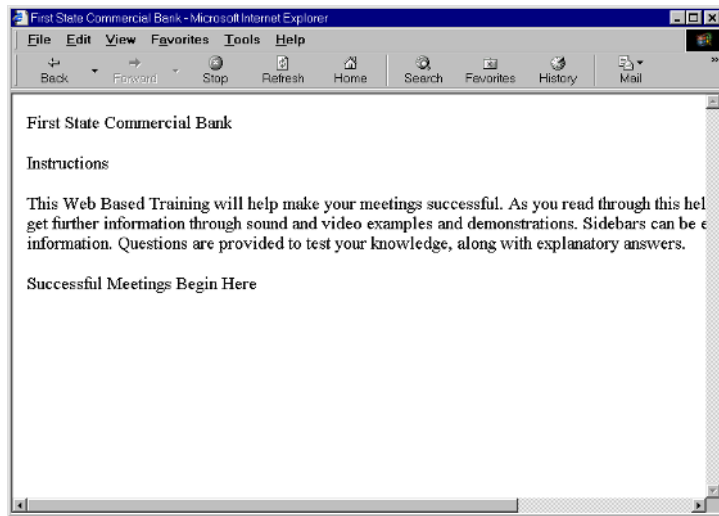 First State Commercial Bank - Microsoft Internet Explorer
File Edit View Favorites Tools Help
Back Forward Stop Refresh Home Search Favorites History Mail »
First State Commercial Bank
Instructions
This Web Based Training will help make your meetings successful. As you read through this hel
get further information through sound and video examples and demonstrations. Sidebars can be e
information. Questions are provided to test your knowledge, along with explanatory answers.
Successful Meetings Begin Here